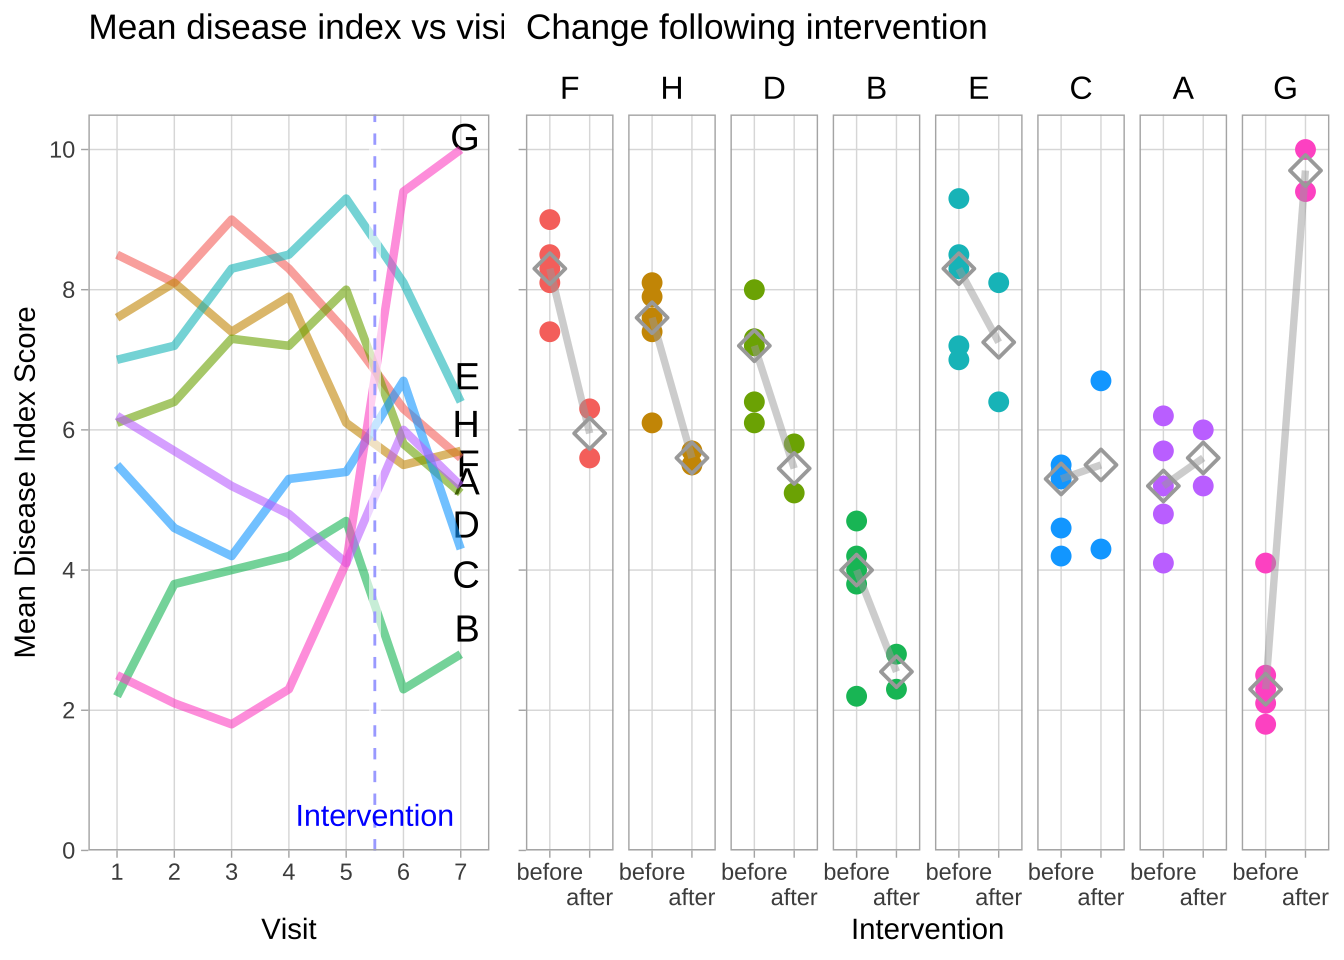 Mean disease index vs visi
Change following intervention
F H D B E C A G
Mean Disease Index Score
10
8
6
4
2
0
G
E
H
F
A
D
C
B
Intervention
1 2 3 4 5 6 7
Visit
before after before after before after before after before after before after before after before after
Intervention